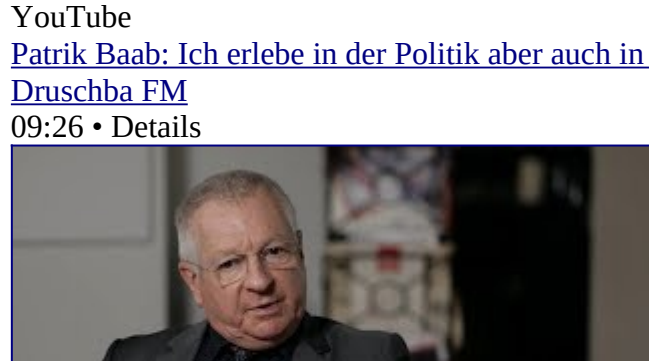 YouTube
Patrik Baab: Ich erlebe in der Politik aber auch in
Druschba FM
09:26 • Details